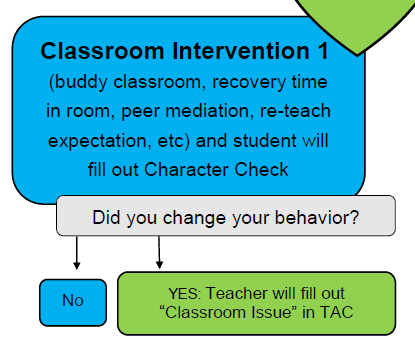 Classroom Intervention 1
(buddy classroom, recovery time
in room, peer mediation, re-teach
expectation, etc) and student will
fill out Character Check
Did you change your behavior?
No
YES: Teacher will fill out
“Classroom Issue” in TAC